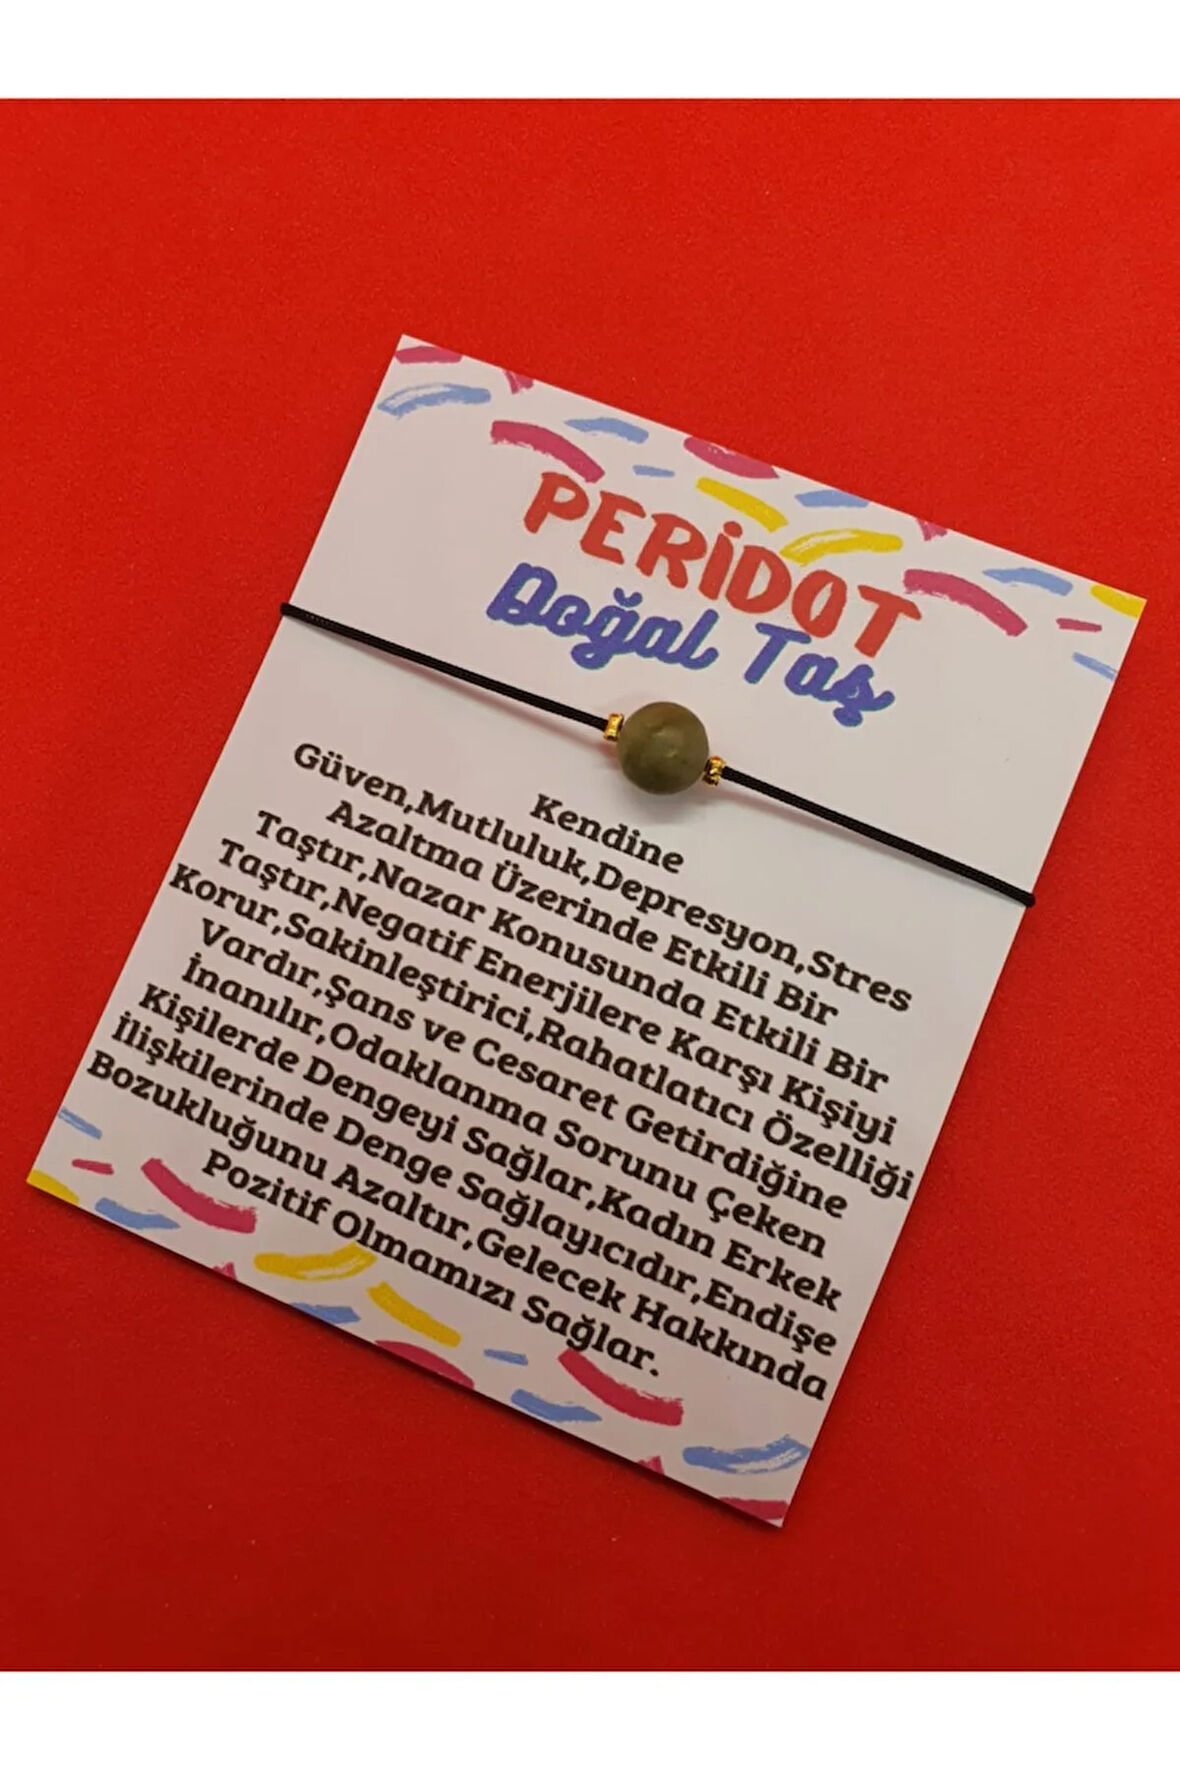 PERİDOT
Doğal Taş
Kendine
Güven,Mutluluk,Depresyon,Stres
Azaltma Üzerinde Etkili Bir
Taştır,Nazar Konusunda Etkili Bir
Taştır,Negatif Enerjilere Karşı Kişiyi
Korur,Sakinleştirici,Rahatlatıcı Özelliği
Vardır,Şans ve Cesaret Getirdiğine
İnanılır,Odaklanma Sorunu Çeken
Kişilerde Dengeyi Sağlar,Kadın Erkek
İlişkilerinde Denge Sağlayıcıdır,Endişe
Bozukluğunu Azaltır,Gelecek Hakkında
Pozitif Olmamızı Sağlar.